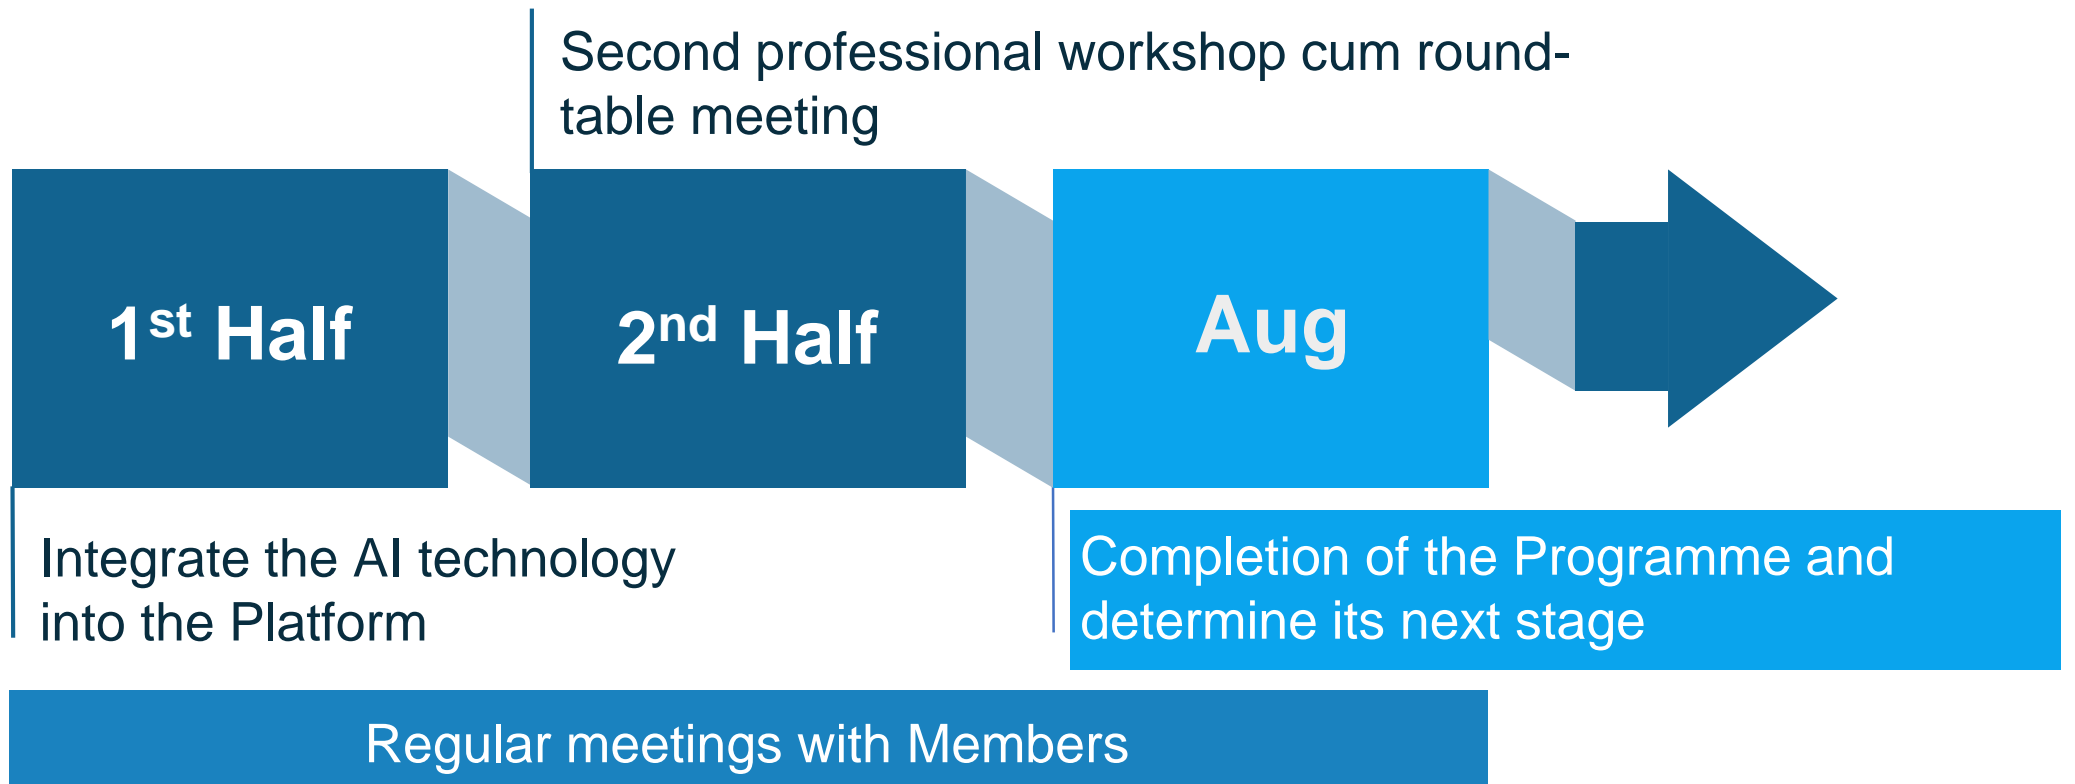 Second professional workshop cum round-
table meeting
1st Half
2nd Half
Aug
Integrate the AI technology
into the Platform
Completion of the Programme and
determine its next stage
Regular meetings with Members